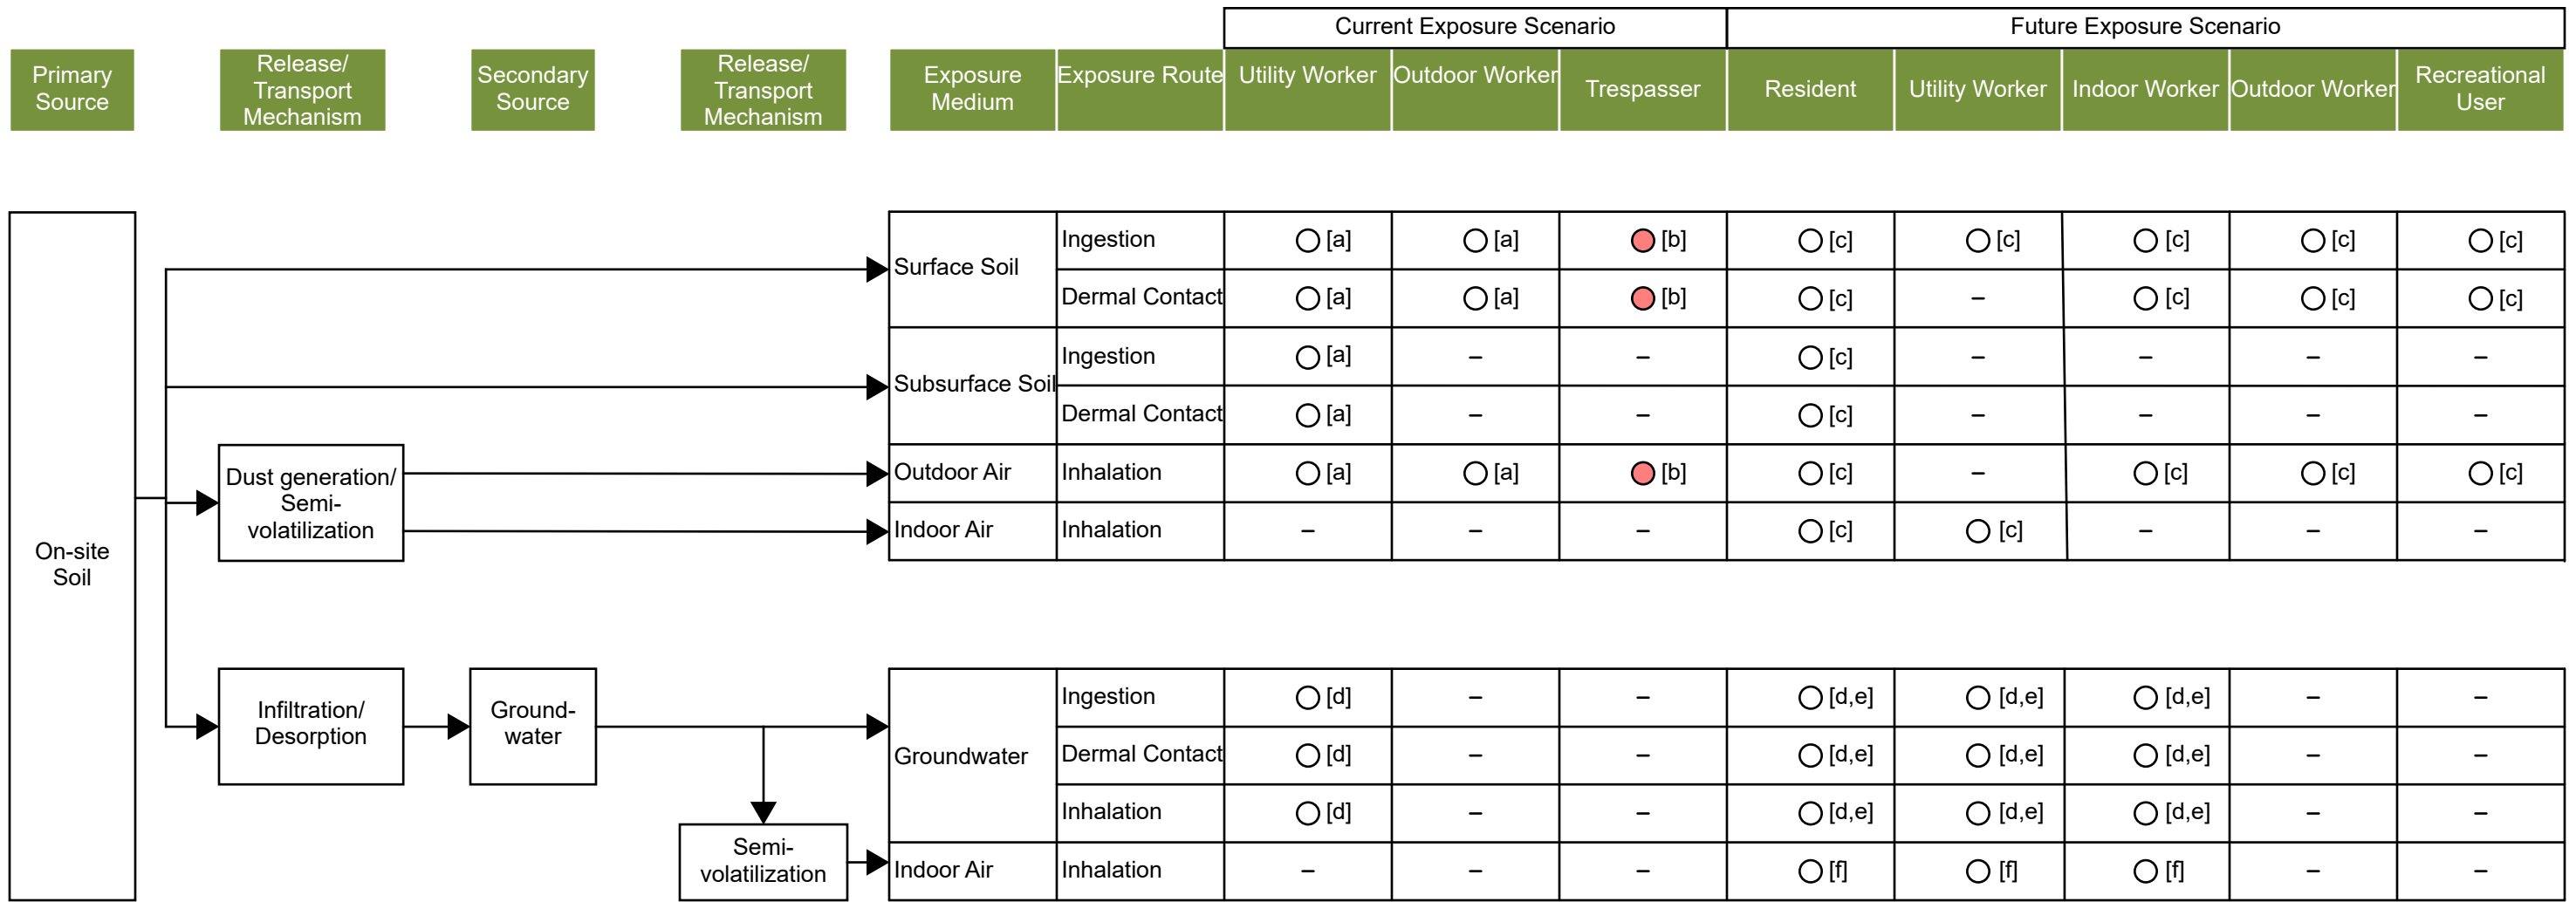 Current Exposure Scenario
Future Exposure Scenario
Primary
Source
Release/
Transport
Mechanism
Secondary
Source
Release/
Transport
Mechanism
Exposure
Medium
Exposure Route
Utility Worker
Outdoor Worker
Trespasser
Resident
Utility Worker
Indoor Worker
Outdoor Worker
Recreational
User
On-site
Soil
Surface Soil
Ingestion
[a]
[a]
[b]
[c]
[c]
[c]
[c]
[c]
Dermal Contact
[a]
[a]
[b]
[c]
–
[c]
[c]
[c]
Subsurface Soil
Ingestion
[a]
–
–
[c]
–
–
–
–
Dermal Contact
[a]
–
–
[c]
–
–
–
–
Dust generation/
Semi-
volatilization
Outdoor Air
Inhalation
[a]
[a]
[b]
[c]
–
[c]
[c]
[c]
Indoor Air
Inhalation
–
–
–
[c]
[c]
–
–
–
Infiltration/
Desorption
Ground-
water
Groundwater
Ingestion
[d]
–
–
[d,e]
[d,e]
[d,e]
–
–
Dermal Contact
[d]
–
–
[d,e]
[d,e]
[d,e]
–
–
Inhalation
[d]
–
–
[d,e]
[d,e]
[d,e]
–
–
Semi-
volatilization
Indoor Air
Inhalation
–
–
–
[f]
[f]
[f]
–
–